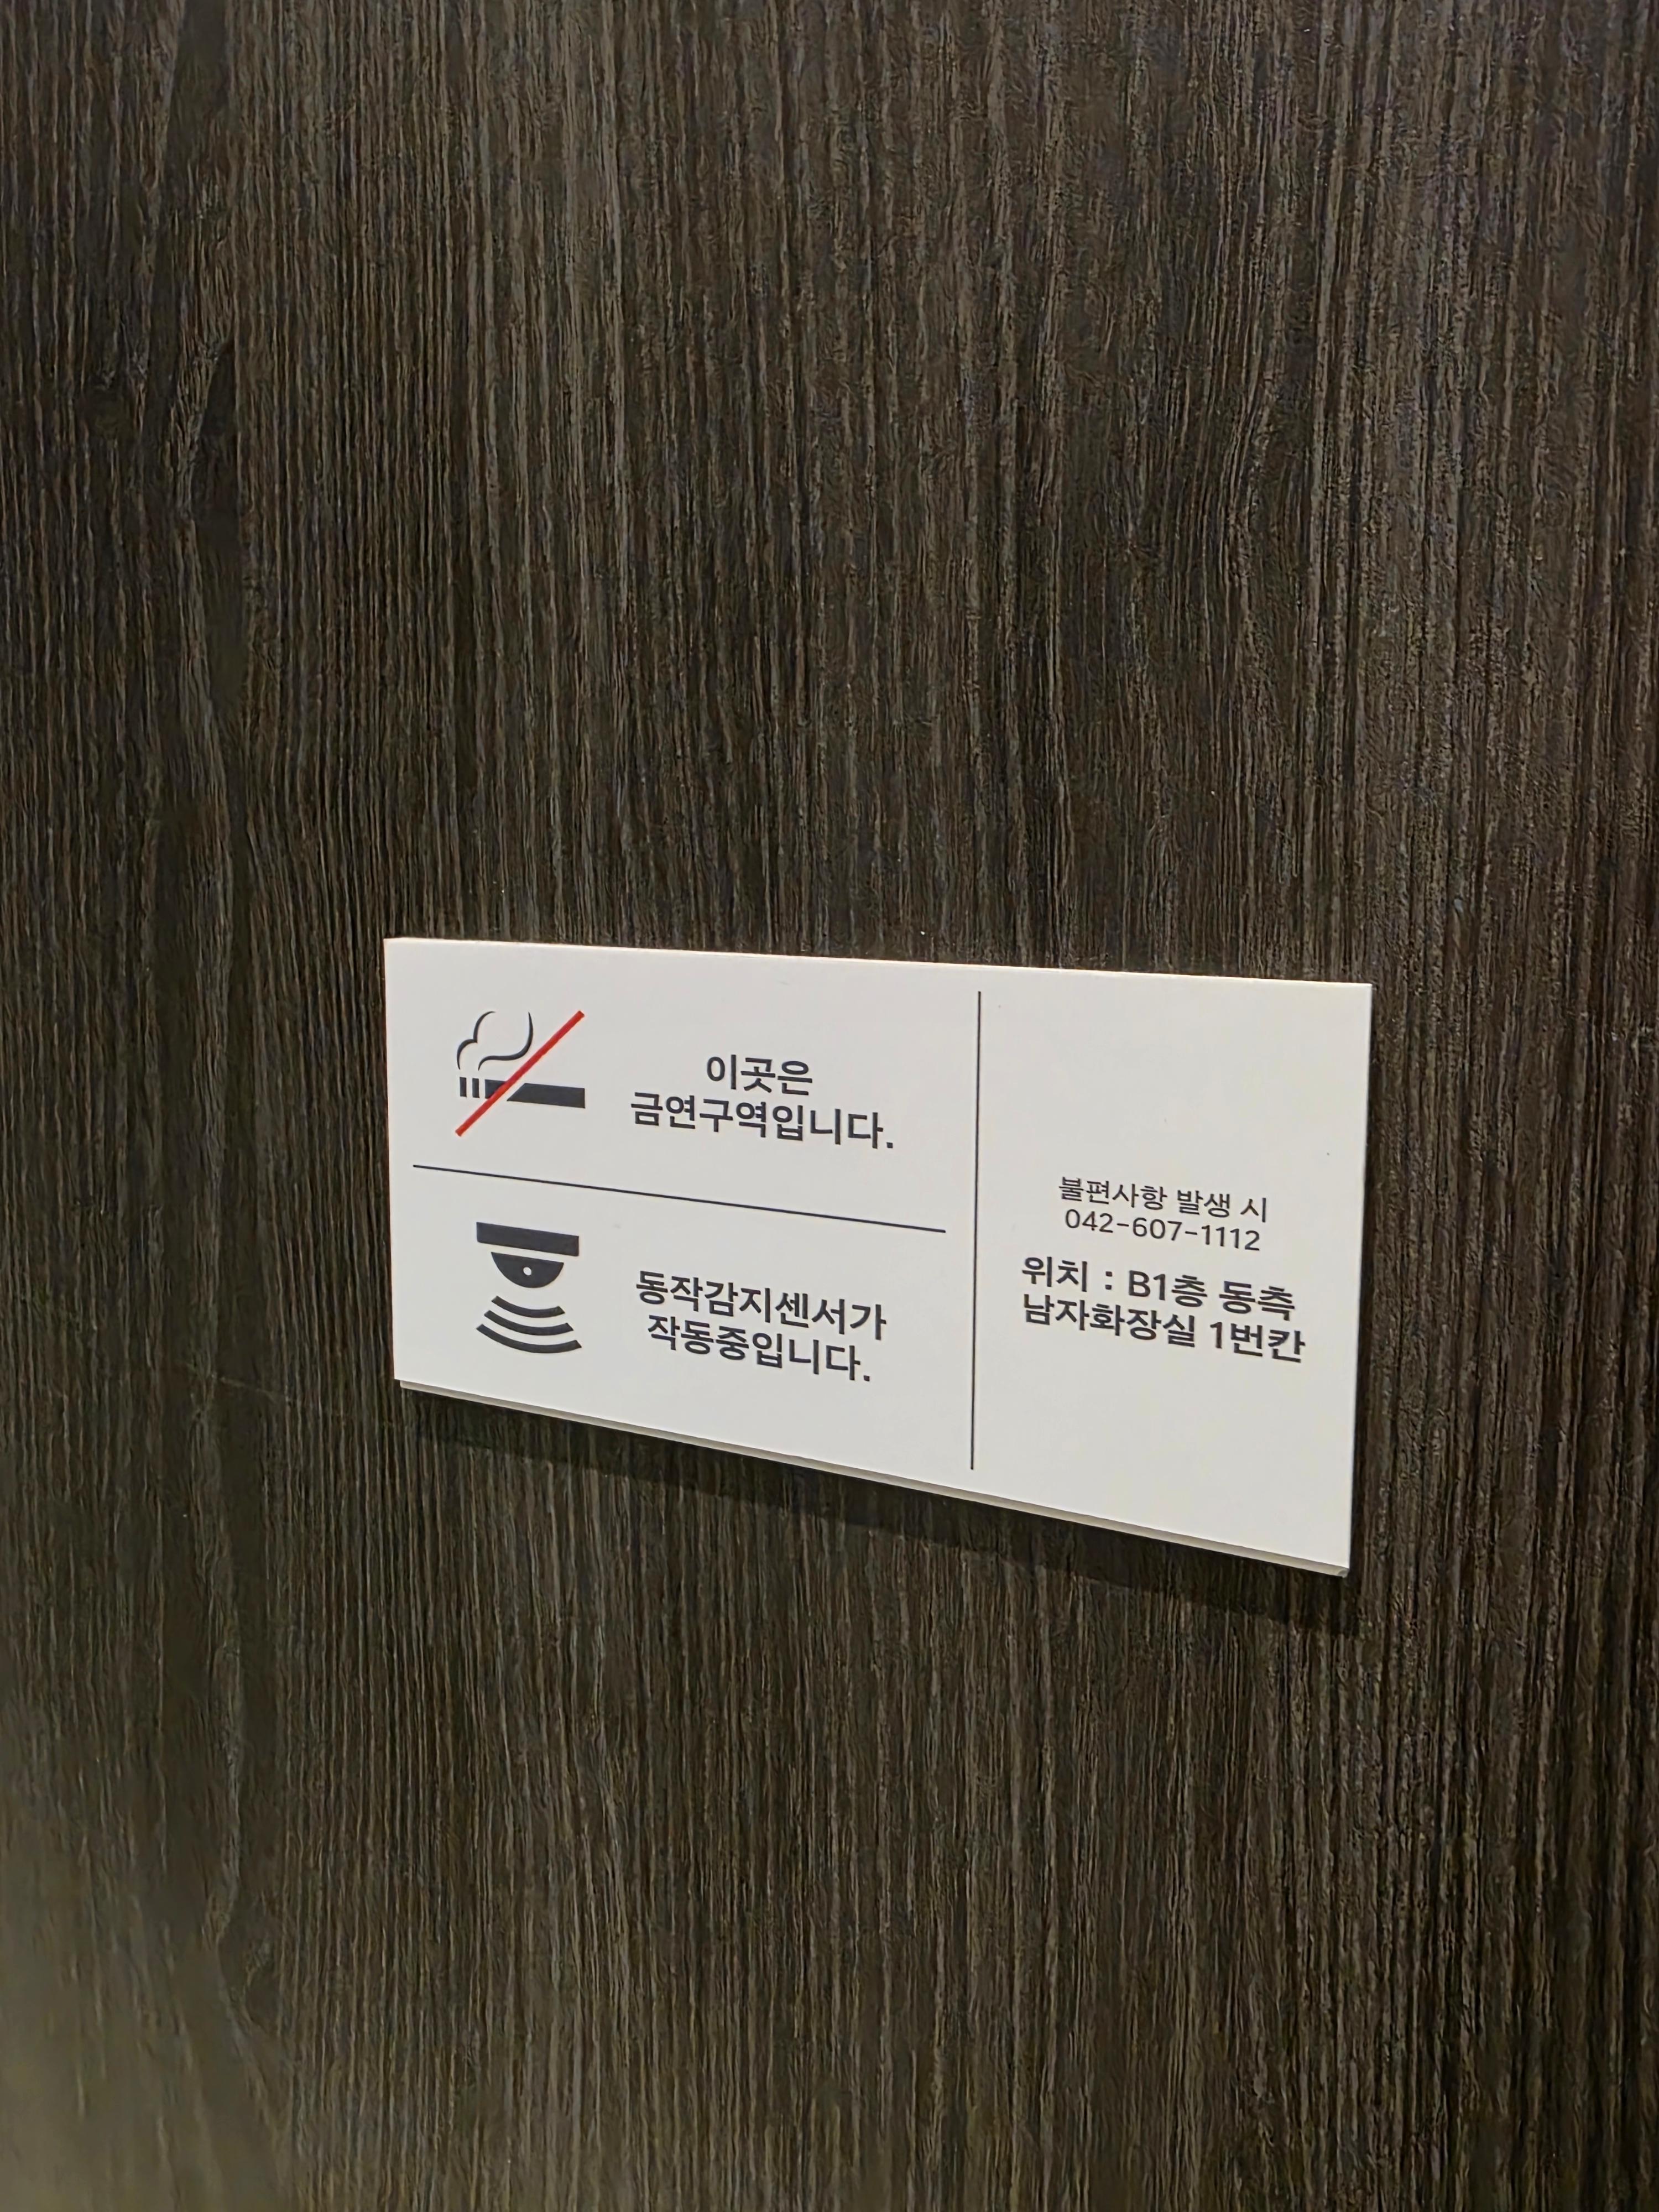 이곳은
금연구역입니다.
동작감지센서가
작동중입니다.
불편사항 발생 시
042-607-1112
위치 : B1층 동측
남자화장실 1번칸